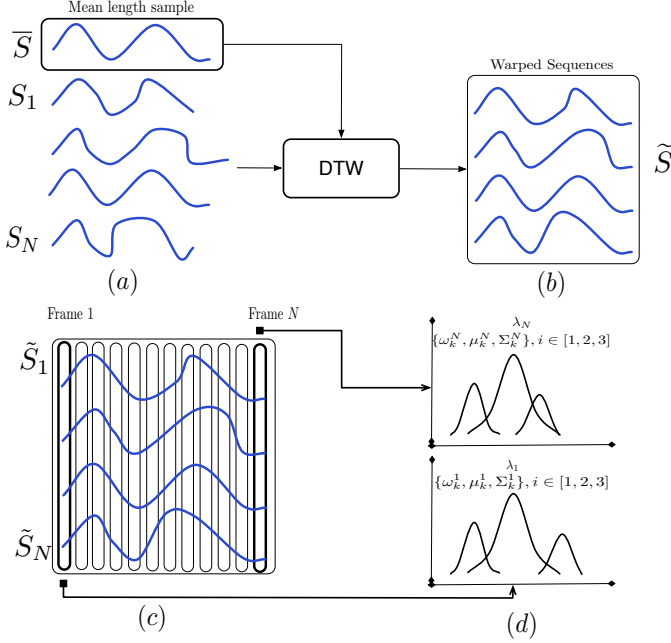 Mean length sample
S̅
S₁
S_N
(a)
DTW
Warped Sequences
S̃
(b)
Frame 1
Frame N
S̃₁
S̃_N
(c)
λ_N
{ω_k^N, μ_k^N, Σ_k^N}, i ∈ [1, 2, 3]
λ₁
{ω_k^1, μ_k^1, Σ_k^1}, i ∈ [1, 2, 3]
(d)